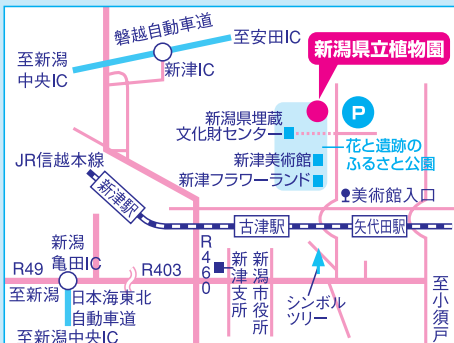 磐越自動車道
至安田IC
至新潟
中央IC
新津IC
新潟県立植物園
P
新潟県埋蔵
文化財センター
花と遺跡の
ふるさと公園
新津美術館
新津フラワーランド
JR信越本線
新津駅
美術館入口
古津駅
矢代田駅
新潟
亀田IC
R49
R403
R460
新潟市役所
新津支所
シンボル
ツリー
至小須戸
至新潟
日本海東北
自動車道
至新潟中央IC